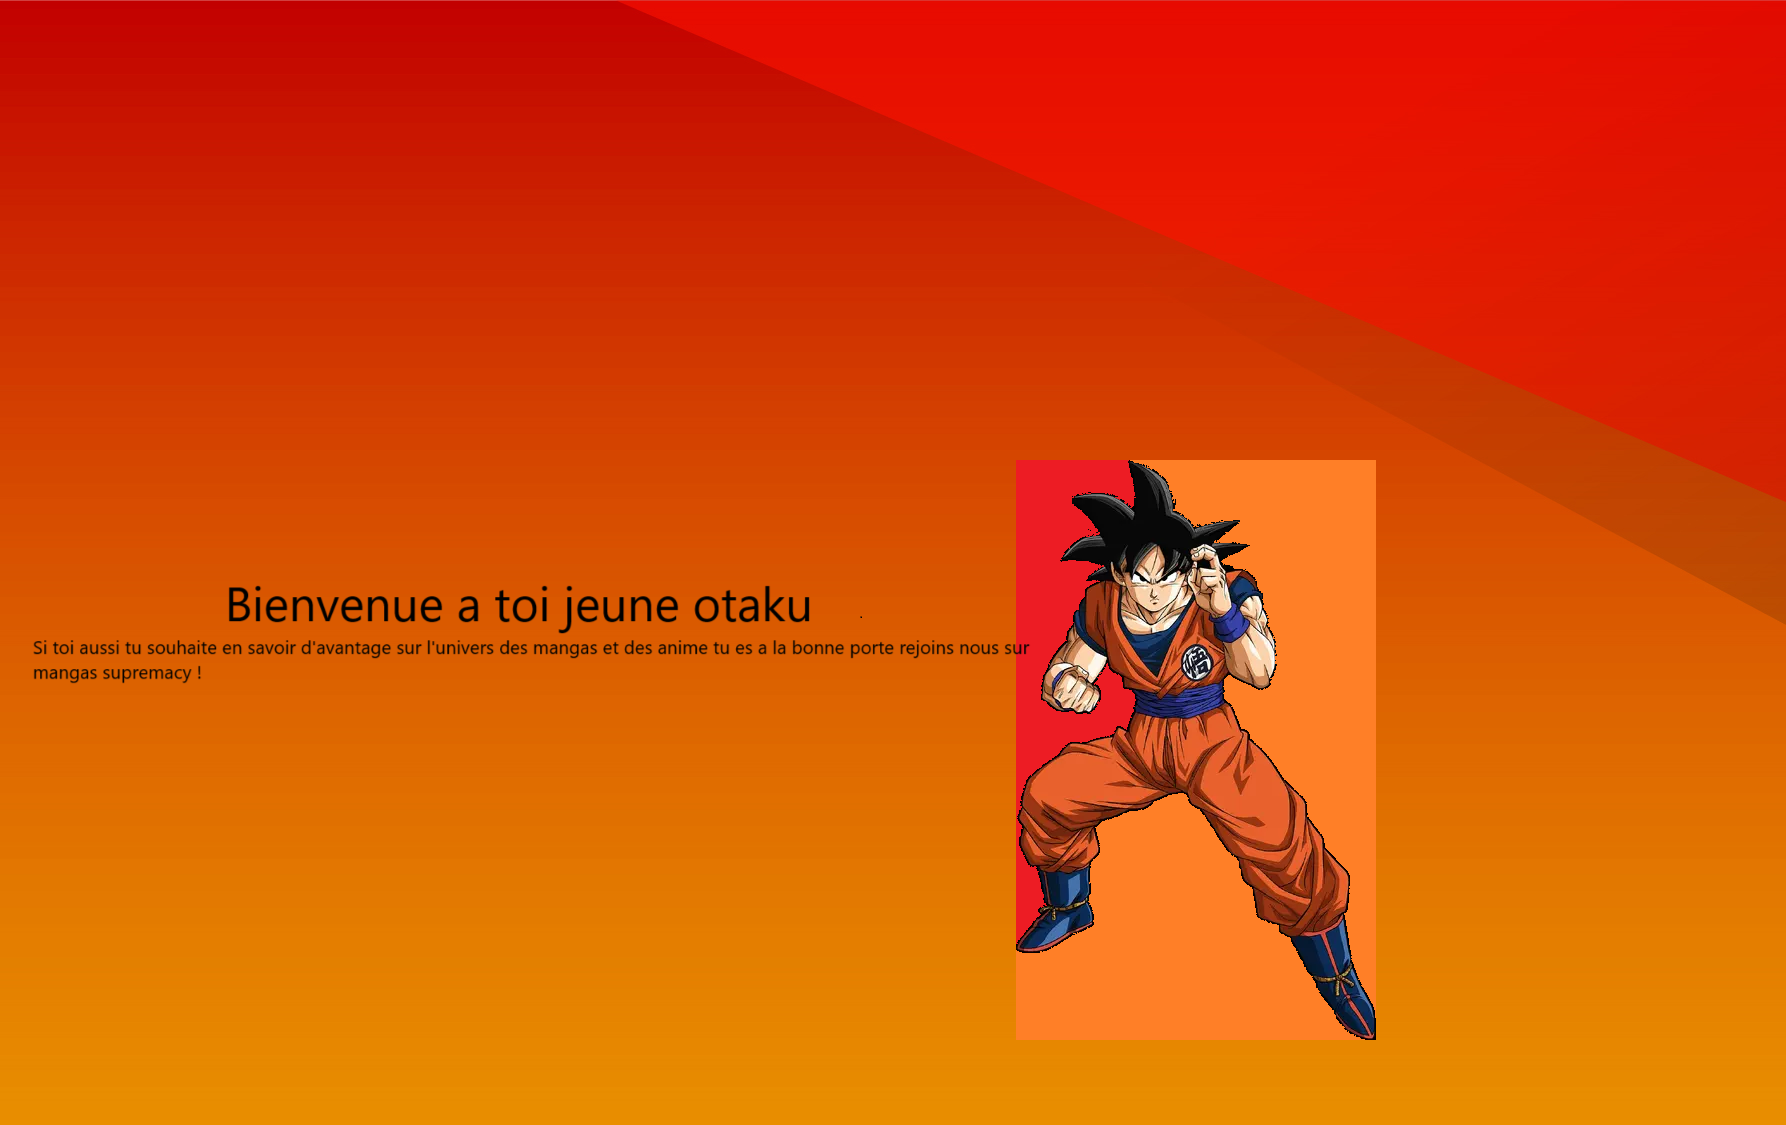 Bienvenue a toi jeune otaku
Si toi aussi tu souhaite en savoir d'avantage sur l'univers des mangas et des anime tu es a la bonne porte rejoins nous sur
mangas supremacy !
悟